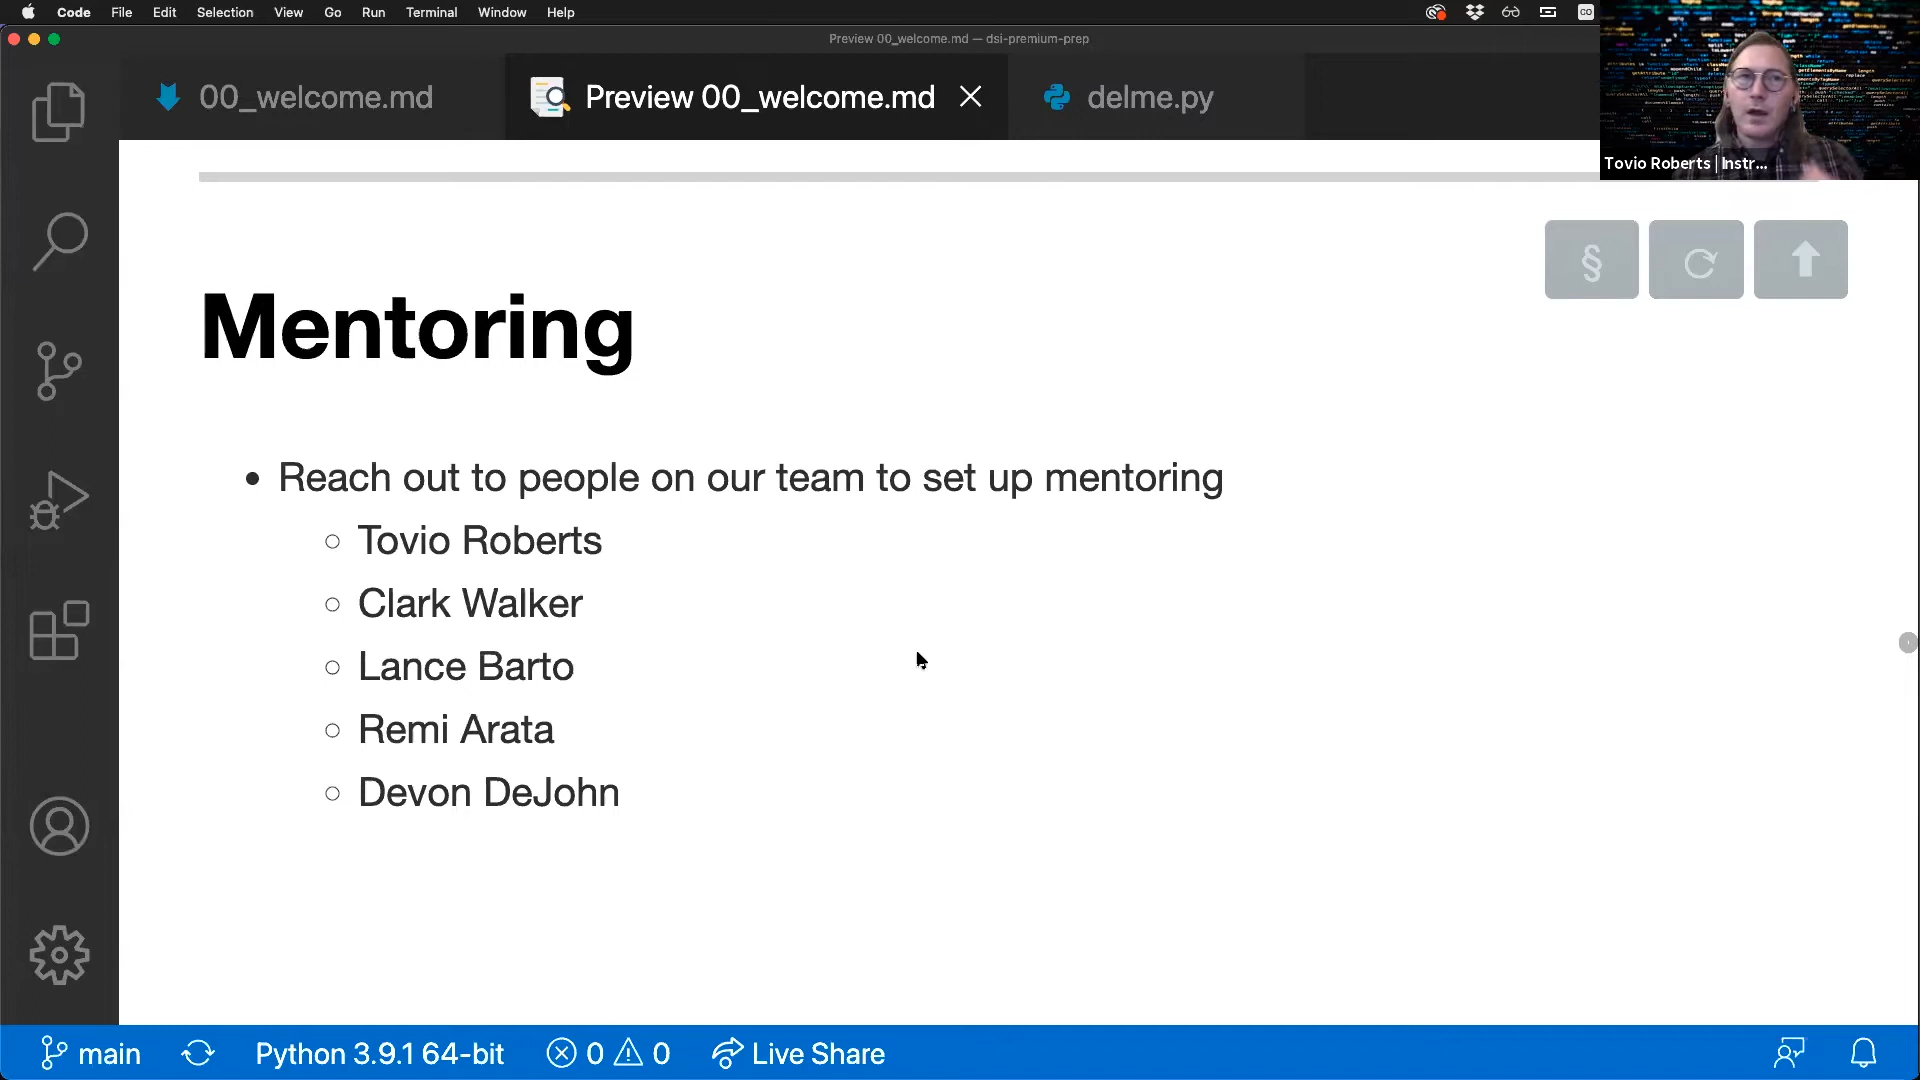 Code File Edit Selection View Go Run Terminal Window Help
Preview 00_welcome.md — dsi-premium-prep
00_welcome.md
Preview 00_welcome.md
delme.py
Tovio Roberts | Instr...
§
Mentoring
• Reach out to people on our team to set up mentoring
○ Tovio Roberts
○ Clark Walker
○ Lance Barto
○ Remi Arata
○ Devon DeJohn
main Python 3.9.1 64-bit 0 0 Live Share